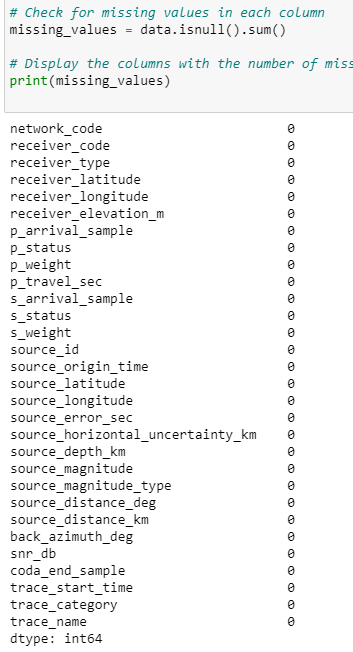 # Check for missing values in each column
missing_values = data.isnull().sum()
# Display the columns with the number of
print(missing_values)
network_code 0
receiver_code 0
receiver_type 0
receiver_latitude 0
receiver_longitude 0
receiver_elevation_m 0
p_arrival_sample 0
p_status 0
p_weight 0
p_travel_sec 0
s_arrival_sample 0
s_status 0
s_weight 0
source_id 0
source_origin_time 0
source_latitude 0
source_longitude 0
source_error_sec 0
source_horizontal_uncertainty_km 0
source_depth_km 0
source_magnitude 0
source_magnitude_type 0
source_distance_deg 0
source_distance_km 0
back_azimuth_deg 0
snr_db 0
coda_end_sample 0
trace_start_time 0
trace_category 0
trace_name 0
dtype: int64